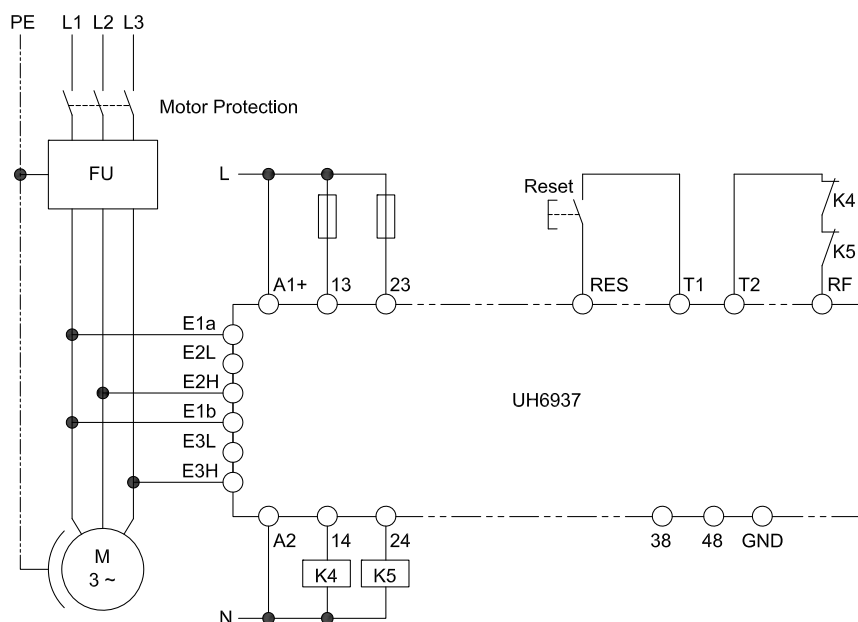 PE L1 L2 L3
Motor Protection
FU
L
Reset
K4
K5
A1+ 13 23 RES T1 T2 RF
E1a
E2L
E2H
E1b
E3L
E3H
UH6937
A2 14 24 38 48 GND
M
3 ~
K4 K5
N